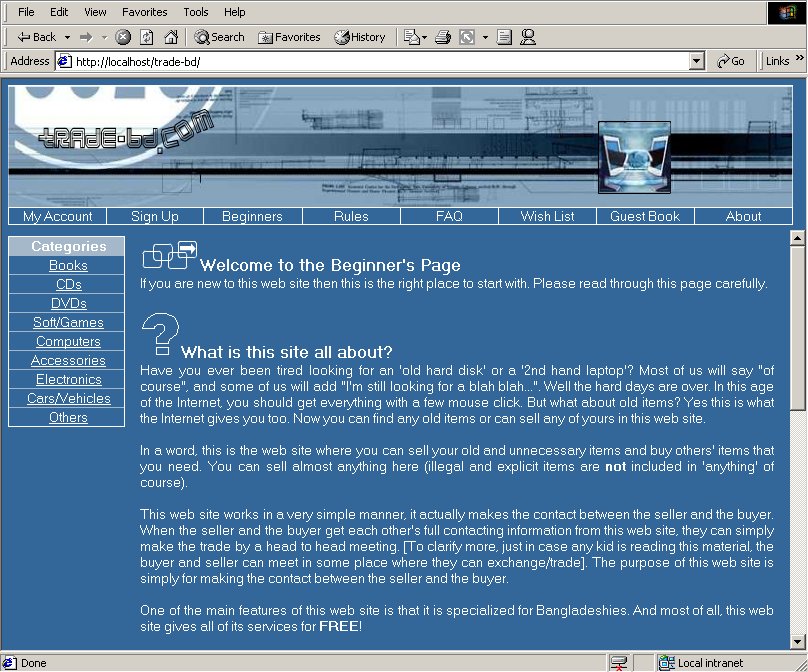 File Edit View Favorites Tools Help
Back Search Favorites History
Address http://localhost/trade-bd/ Go Links »
tRADE-bd.com
My Account Sign Up Beginners Rules FAQ Wish List Guest Book About
Categories
Books
CDs
DVDs
Soft/Games
Computers
Accessories
Electronics
Cars/Vehicles
Others
Welcome to the Beginner's Page
If you are new to this web site then this is the right place to start with. Please read through this page carefully.
What is this site all about?
Have you ever been tired looking for an 'old hard disk' or a '2nd hand laptop'? Most of us will say "of
course", and some of us will add "I'm still looking for a blah blah...". Well the hard days are over. In this age
of the Internet, you should get everything with a few mouse click. But what about old items? Yes this is what
the Internet gives you too. Now you can find any old items or can sell any of yours in this web site.
In a word, this is the web site where you can sell your old and unnecessary items and buy others' items that
you need. You can sell almost anything here (illegal and explicit items are not included in 'anything' of
course).
This web site works in a very simple manner, it actually makes the contact between the seller and the buyer.
When the seller and the buyer get each other's full contacting information from this web site, they can simply
make the trade by a head to head meeting. [To clarify more, just in case any kid is reading this material, the
buyer and seller can meet in some place where they can exchange/trade]. The purpose of this web site is
simply for making the contact between the seller and the buyer.
One of the main features of this web site is that it is specialized for Bangladeshies. And most of all, this web
site gives all of its services for FREE!
Done Local intranet